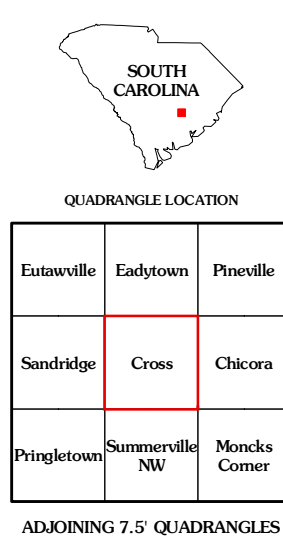 SOUTH
CAROLINA
QUADRANGLE LOCATION
Eutawville Eadytown Pineville
Sandridge Cross Chicora
Pringletown Summerville NW Moncks Corner
ADJOINING 7.5' QUADRANGLES